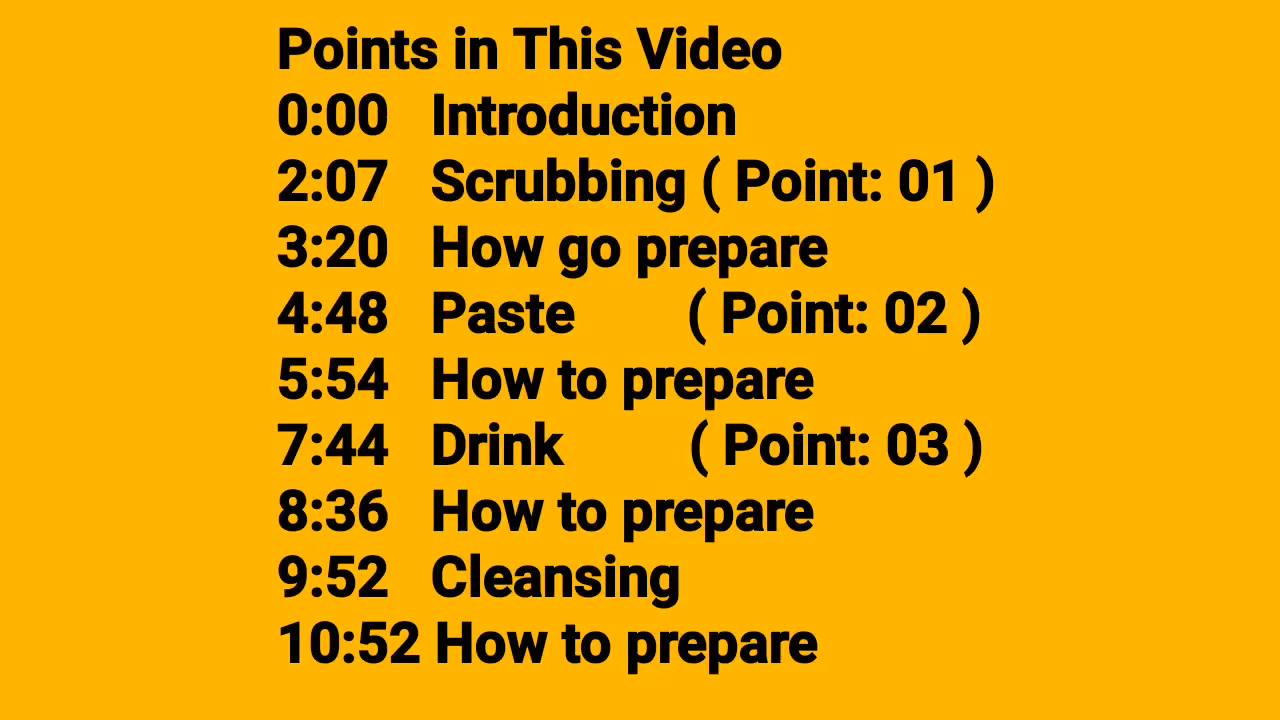 Points in This Video
0:00 Introduction
2:07 Scrubbing ( Point: 01 )
3:20 How go prepare
4:48 Paste ( Point: 02 )
5:54 How to prepare
7:44 Drink ( Point: 03 )
8:36 How to prepare
9:52 Cleansing
10:52 How to prepare